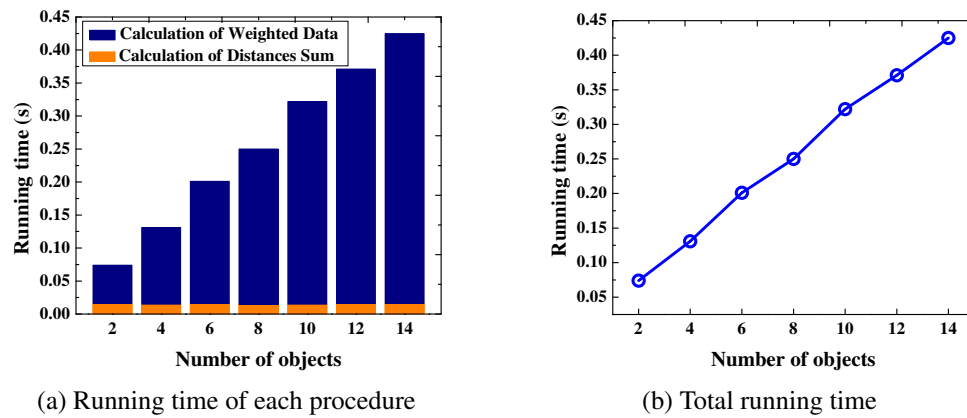 0.45
0.40
0.35
0.30
0.25
0.20
0.15
0.10
0.05
0.00
Running time (s)
Calculation of Weighted Data
Calculation of Distances Sum
2 4 6 8 10 12 14
Number of objects
(a) Running time of each procedure
0.45
0.40
0.35
0.30
0.25
0.20
0.15
0.10
0.05
Running time (s)
2 4 6 8 10 12 14
Number of objects
(b) Total running time